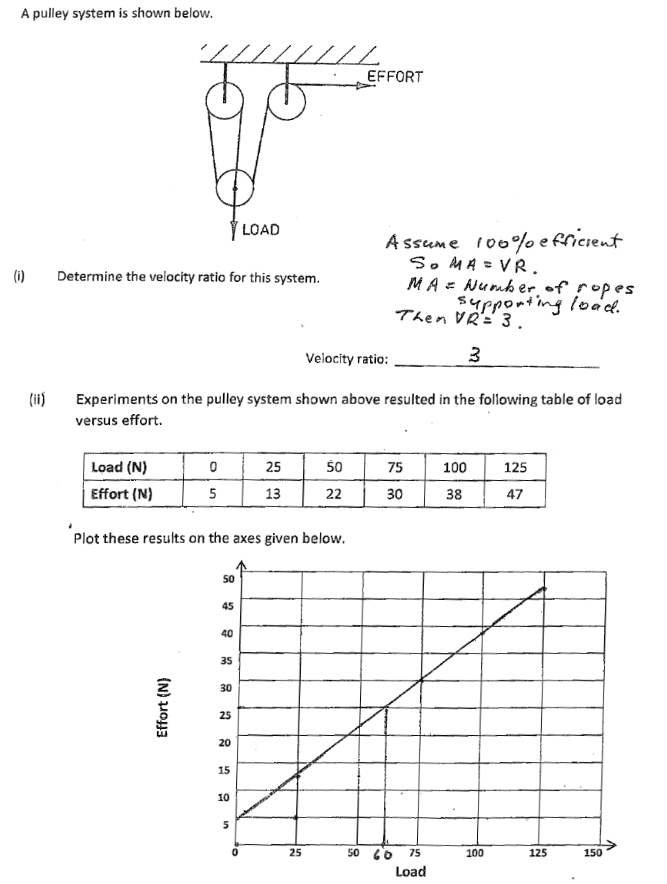 A pulley system is shown below.
EFFORT
LOAD
Assume 100% efficient
So MA = VR.
MA = Number of ropes
supporting load.
Then VR = 3.
(i) Determine the velocity ratio for this system.
Velocity ratio: 3
(ii) Experiments on the pulley system shown above resulted in the following table of load
versus effort.
Load (N) 0 25 50 75 100 125
Effort (N) 5 13 22 30 38 47
Plot these results on the axes given below.
50
45
40
35
30
25
20
15
10
5
Effort (N)
0 25 50 60 75 100 125 150
Load